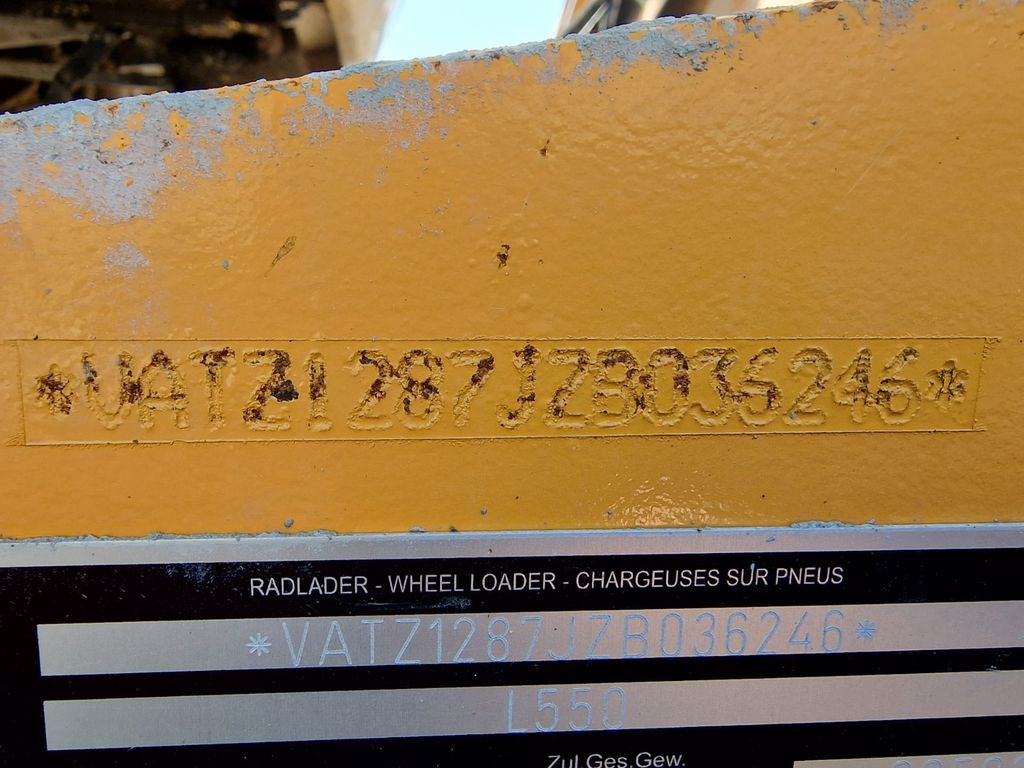 *VATZ1287JZB036246*
RADLADER - WHEEL LOADER - CHARGEUSES SUR PNEUS
*VATZ1287JZB036246*
L550
Zul.Ges.Gew.